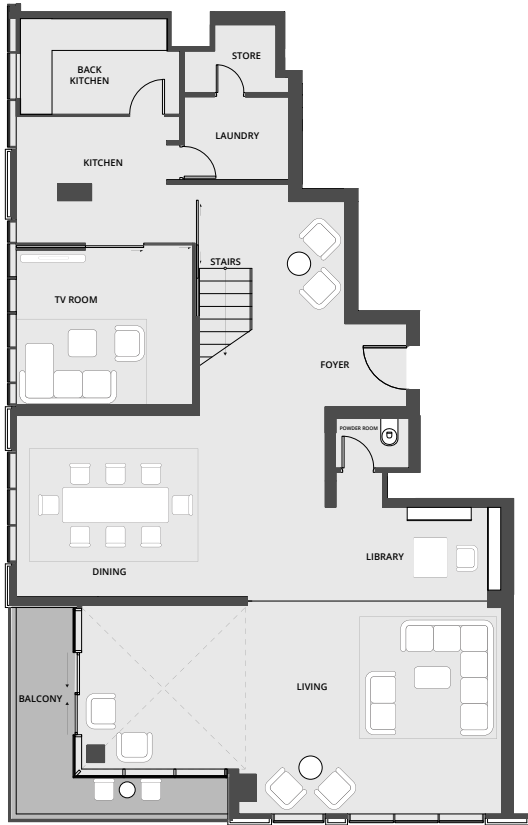 STORE
BACK
KITCHEN
LAUNDRY
KITCHEN
STAIRS
TV ROOM
FOYER
POWDER ROOM
LIBRARY
DINING
LIVING
BALCONY